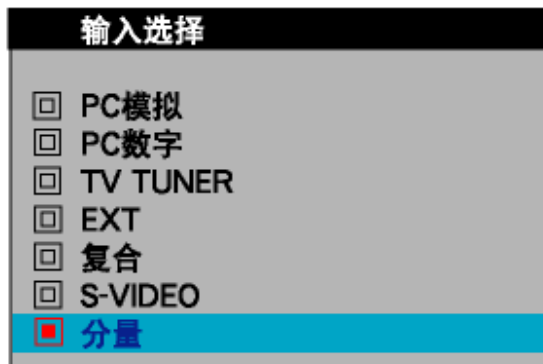 输入选择
PC模拟
PC数字
TV TUNER
EXT
复合
S-VIDEO
分量